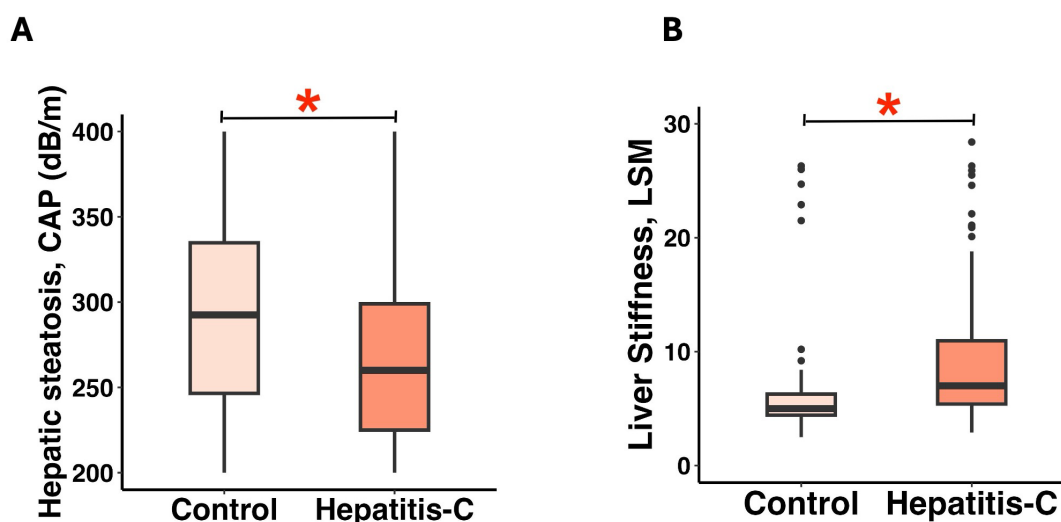 A
Hepatic steatosis, CAP (dB/m)
400
350
300
250
200
*
Control
Hepatitis-C
B
Liver Stiffness, LSM
30
20
10
0
*
Control
Hepatitis-C